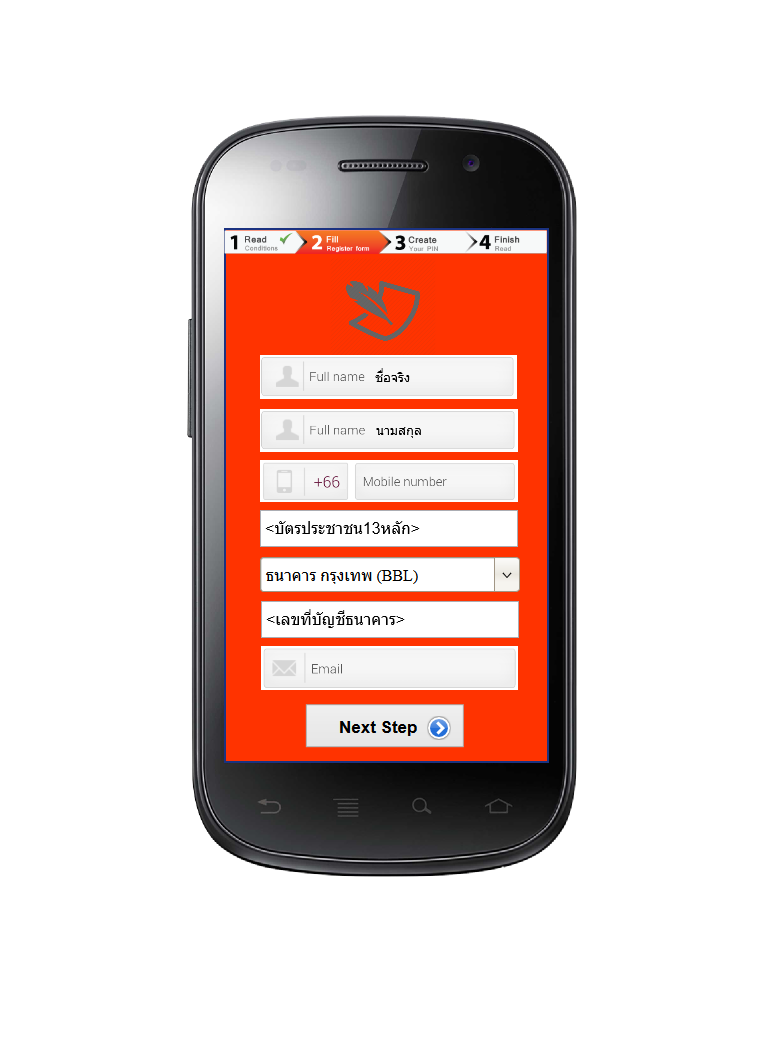 1 Read Conditions 2 Fill Register form 3 Create Your PIN 4 Finish Read
Full name ชื่อจริง
Full name นามสกุล
+66 Mobile number
<บัตรประชาชน13หลัก>
ธนาคาร กรุงเทพ (BBL)
<เลขที่บัญชีธนาคาร>
Email
Next Step